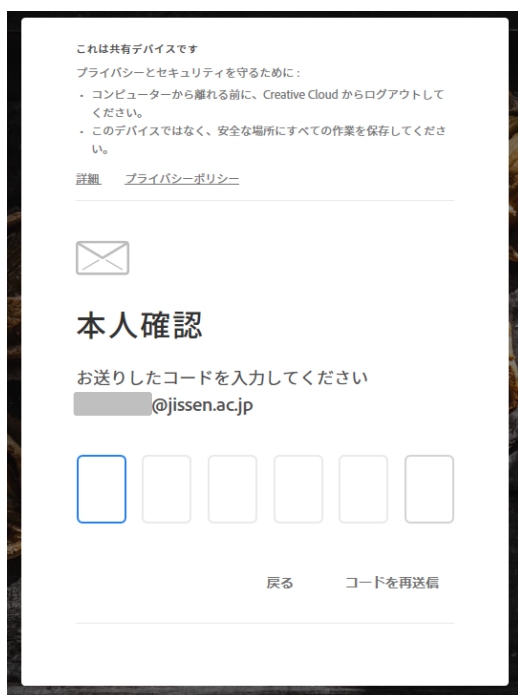 これは共有デバイスです
プライバシーとセキュリティを守るために :
・ コンピューターから離れる前に、Creative Cloud からログアウトして
ください。
・ このデバイスではなく、安全な場所にすべての作業を保存してくださ
い。
詳細 プライバシーポリシー
本人確認
お送りしたコードを入力してください
@jissen.ac.jp
戻る コードを再送信